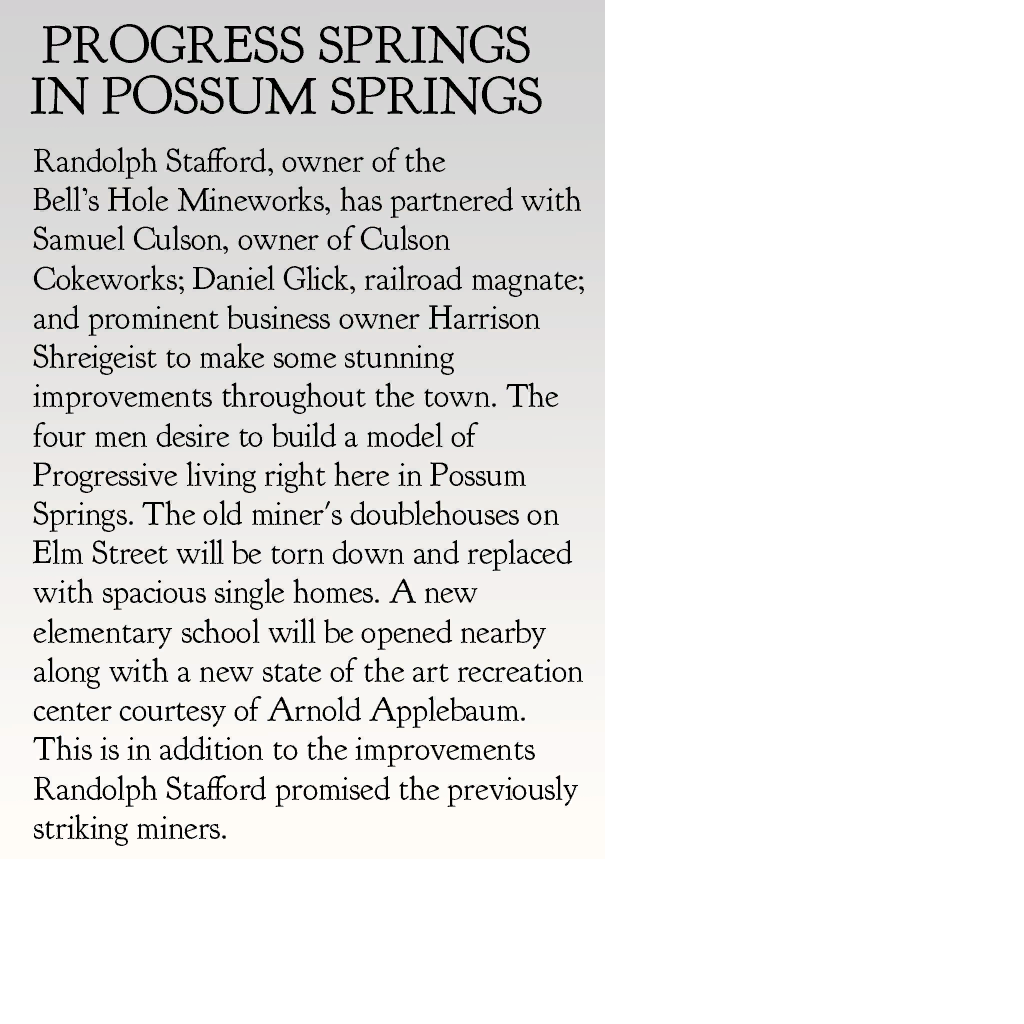 PROGRESS SPRINGS
IN POSSUM SPRINGS
Randolph Stafford, owner of the
Bell’s Hole Mineworks, has partnered with
Samuel Culson, owner of Culson
Cokeworks; Daniel Glick, railroad magnate;
and prominent business owner Harrison
Shreigeist to make some stunning
improvements throughout the town. The
four men desire to build a model of
Progressive living right here in Possum
Springs. The old miner's doublehouses on
Elm Street will be torn down and replaced
with spacious single homes. A new
elementary school will be opened nearby
along with a new state of the art recreation
center courtesy of Arnold Applebaum.
This is in addition to the improvements
Randolph Stafford promised the previously
striking miners.